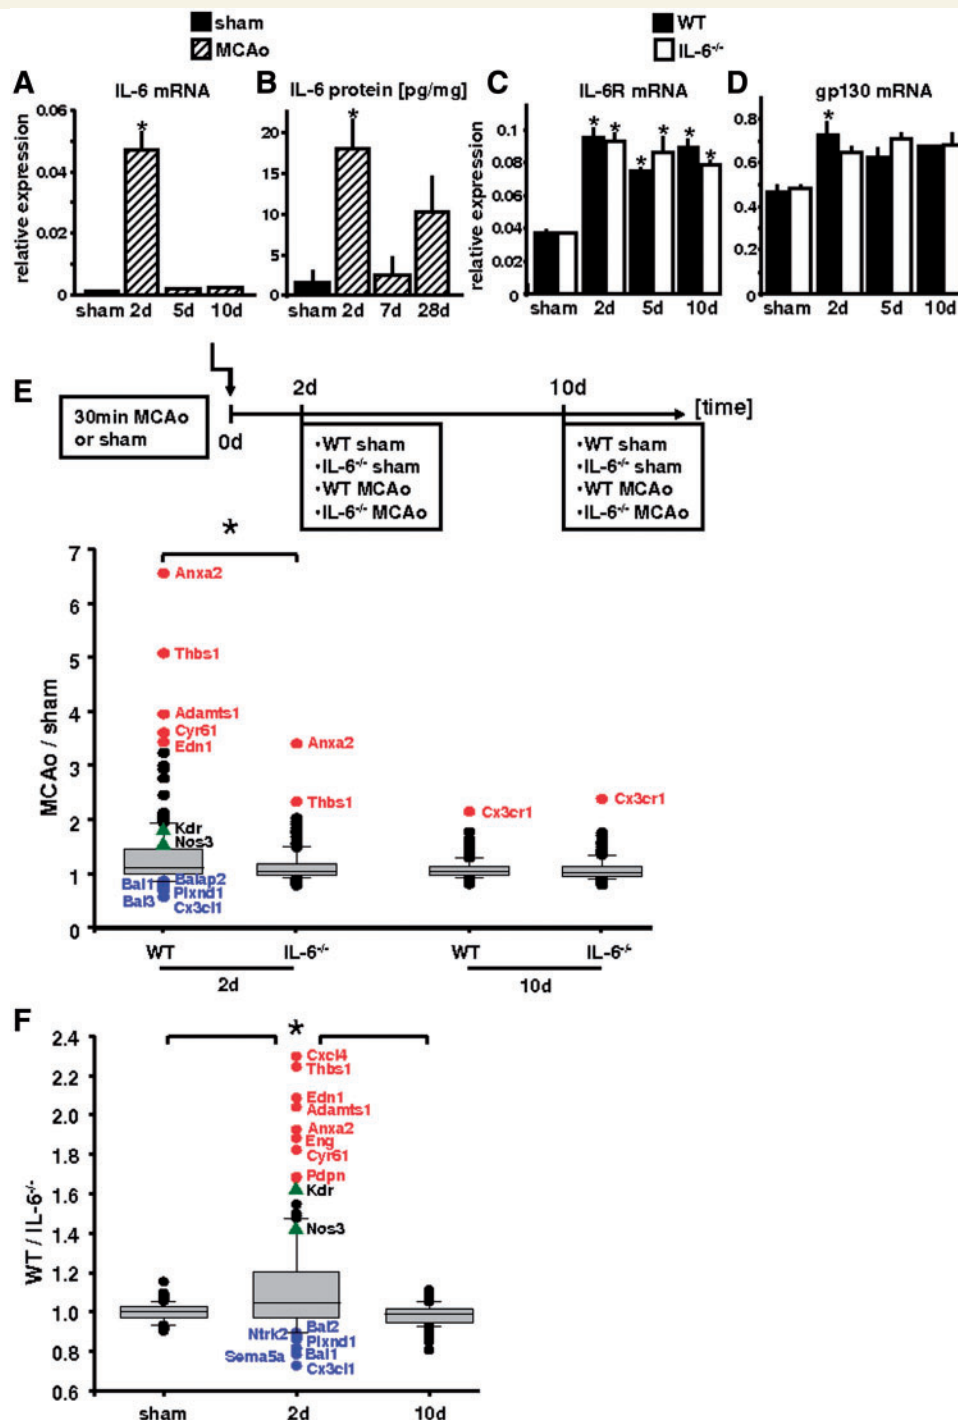 sham
MCAo
WT
IL-6-/-
A
IL-6 mRNA
relative expression
0.06
0.04
0.02
0
*
sham 2d 5d 10d
B
IL-6 protein [pg/mg]
20
15
10
5
0
*
sham 2d 7d 28d
C
IL-6R mRNA
relative expression
0.1
0.08
0.06
0.04
0.02
0
* * * * * *
sham 2d 5d 10d
D
gp130 mRNA
0.8
0.6
0.4
0.2
0
*
sham 2d 5d 10d
E
30min MCAo
or sham
0d
2d
10d
[time]
•WT sham
•IL-6-/- sham
•WT MCAo
•IL-6-/- MCAo
•WT sham
•IL-6-/- sham
•WT MCAo
•IL-6-/- MCAo
*
MCAo / sham
7
6
5
4
3
2
1
0
Anxa2
Thbs1
Adamts1
Cyr61
Edn1
Kdr
Nos3
Bai1
Baiap2
Plxnd1
Bai3
Cx3cl1
Anxa2
Thbs1
Cx3cr1
Cx3cr1
WT IL-6-/- WT IL-6-/-
2d 10d
F
*
WT / IL-6-/-
2.4
2.2
2.0
1.8
1.6
1.4
1.2
1.0
0.8
0.6
Cxcl4
Thbs1
Edn1
Adamts1
Anxa2
Eng
Cyr61
Pdpn
Kdr
Nos3
Ntrk2
Bai2
Plxnd1
Sema5a
Bai1
Cx3cl1
sham 2d 10d